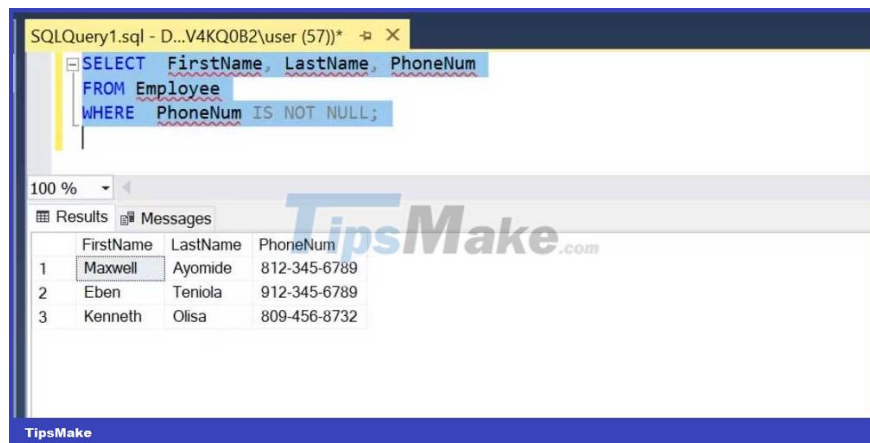 SQLQuery1.sql - D...V4KQ0B2\user (57))*
SELECT FirstName, LastName, PhoneNum
FROM Employee
WHERE PhoneNum IS NOT NULL;
100 %
Results Messages
TipsMake.com
FirstName LastName PhoneNum
1 Maxwell Ayomide 812-345-6789
2 Eben Teniola 912-345-6789
3 Kenneth Olisa 809-456-8732
TipsMake